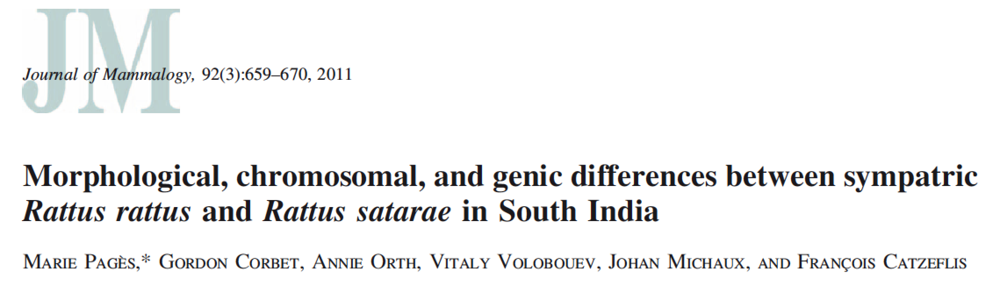 JM
Journal of Mammalogy, 92(3):659–670, 2011
Morphological, chromosomal, and genic differences between sympatric
Rattus rattus and Rattus satarae in South India
MARIE PAGÈS,* GORDON CORBET, ANNIE ORTH, VITALY VOLOBOUEV, JOHAN MICHAUX, AND FRANÇOIS CATZEFLIS